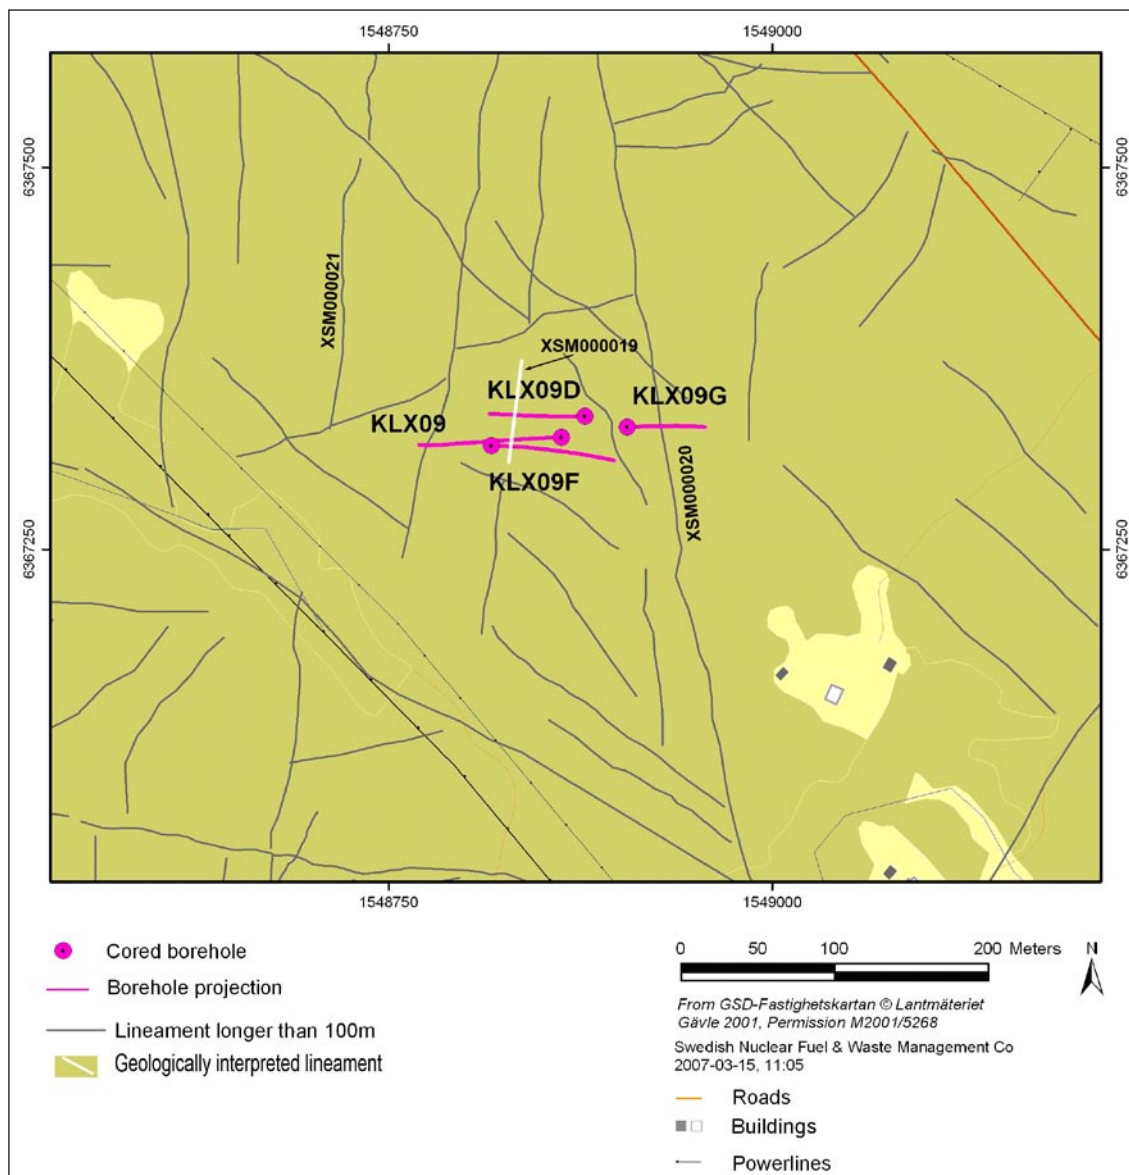 1548750
1549000
6367500
6367500
XSM000021
XSM000019
KLX09D
KLX09G
KLX09
KLX09F
XSM000020
6367250
6367250
1548750
1549000
Cored borehole
Borehole projection
Lineament longer than 100m
Geologically interpreted lineament
0 50 100 200 Meters
N
From GSD-Fastighetskartan © Lantmäteriet
Gävle 2001, Permission M2001/5268
Swedish Nuclear Fuel & Waste Management Co
2007-03-15, 11:05
Roads
Buildings
Powerlines